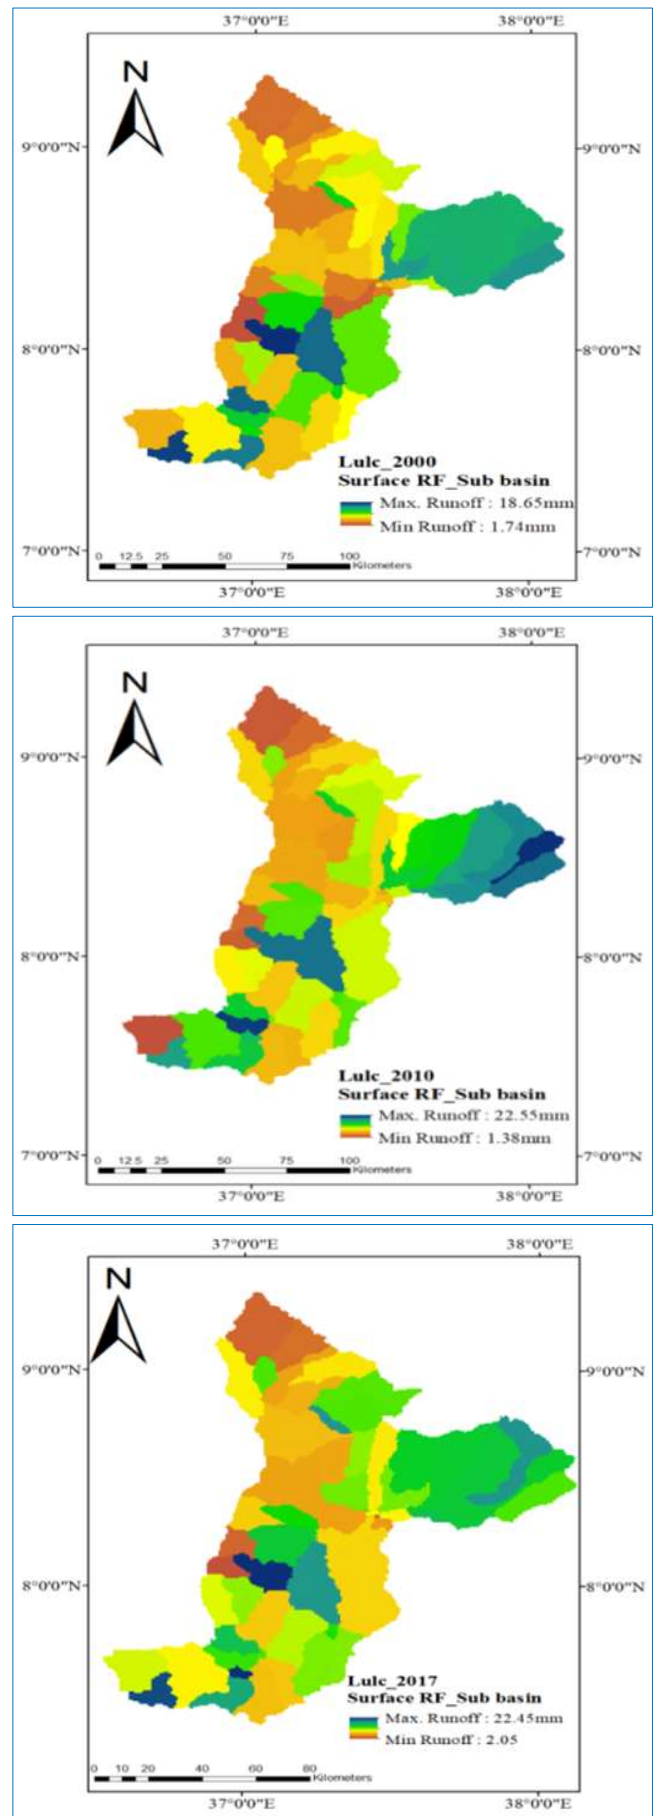 37°0'0"E 38°0'0"E
N
9°0'0"N 9°0'0"N
8°0'0"N 8°0'0"N
Lulc_2000
Surface RF_Sub basin
Max. Runoff : 18.65mm
Min Runoff : 1.74mm
7°0'0"N 7°0'0"N
0 12.5 25 50 75 100
Kilometers
37°0'0"E 38°0'0"E
37°0'0"E 38°0'0"E
N
9°0'0"N 9°0'0"N
8°0'0"N 8°0'0"N
Lulc_2010
Surface RF_Sub basin
Max. Runoff : 22.55mm
Min Runoff : 1.38mm
7°0'0"N 7°0'0"N
0 12.5 25 50 75 100
Kilometers
37°0'0"E 38°0'0"E
37°0'0"E 38°0'0"E
N
9°0'0"N 9°0'0"N
8°0'0"N 8°0'0"N
Lulc_2017
Surface RF_Sub basin
Max. Runoff : 22.45mm
Min Runoff : 2.05
0 10 20 40 60 80
Kilometers
37°0'0"E 38°0'0"E